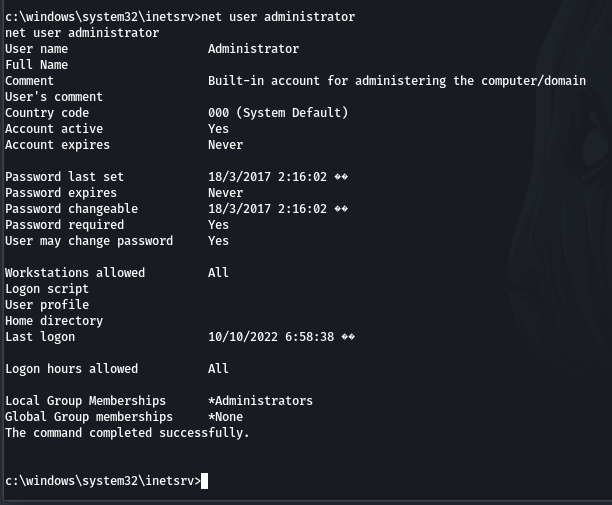 c:\windows\system32\inetsrv>net user administrator
net user administrator
User name                    Administrator
Full Name
Comment                      Built-in account for administering the computer/domain
User's comment
Country code                 000 (System Default)
Account active               Yes
Account expires              Never

Password last set            18/3/2017 2:16:02 ��
Password expires             Never
Password changeable          18/3/2017 2:16:02 ��
Password required            Yes
User may change password     Yes

Workstations allowed         All
Logon script
User profile
Home directory
Last logon                   10/10/2022 6:58:38 ��

Logon hours allowed          All

Local Group Memberships      *Administrators
Global Group memberships     *None
The command completed successfully.

c:\windows\system32\inetsrv>